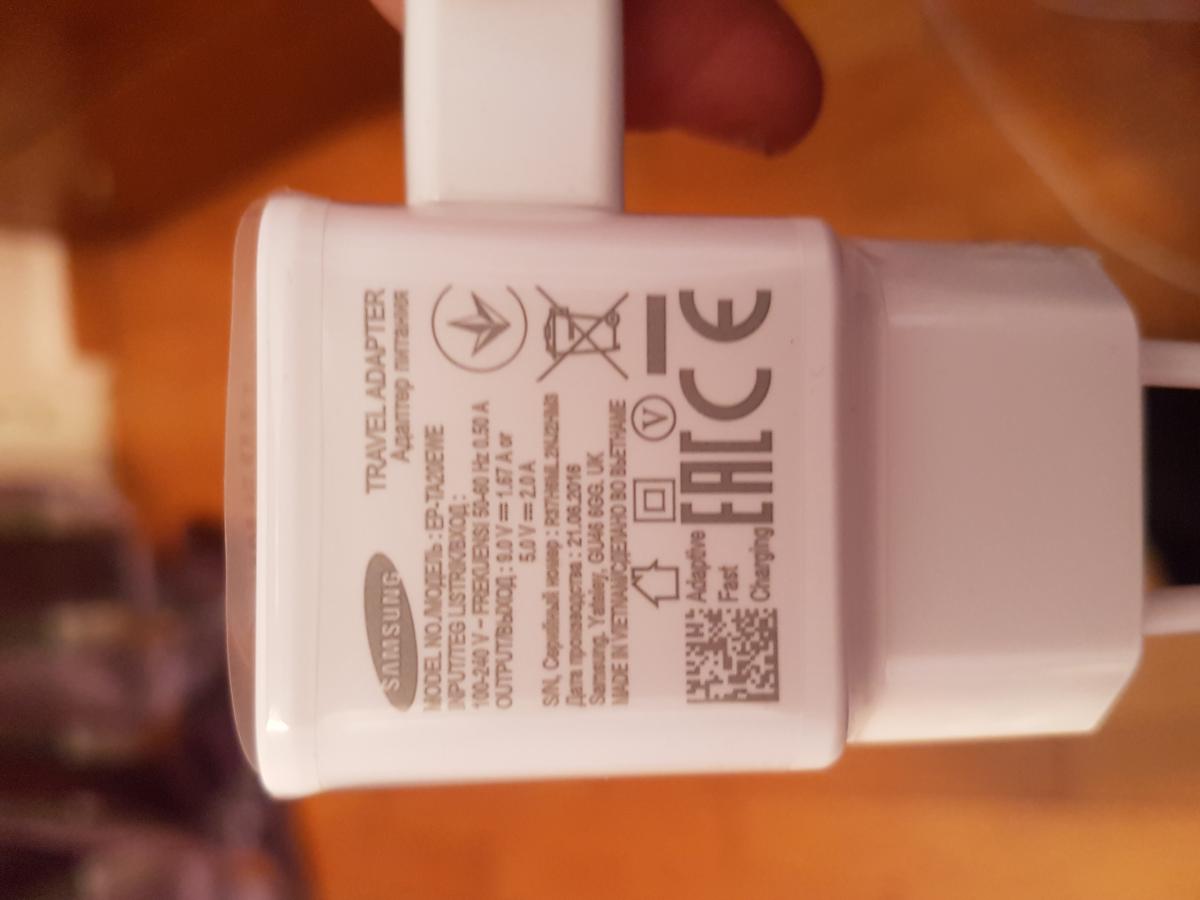 SAMSUNG
TRAVEL ADAPTER
Адаптер питания
MODEL NO./МОДЕЛЬ : EP-TA20EWE
INPUT/TEG LISTRIK/ВХОД :
100-240 V ~ FREKUENSI 50-60 Hz 0.50 A
OUTPUT/ВЫХОД : 9.0 V ⎓ 1.67 A or
5.0 V ⎓ 2.0 A
S/N, Серийный номер :
Дата производства : 21.06.2016
Samsung, Yateley, GU46 6GG. UK
MADE IN VIETNAM/СДЕЛАНО ВО ВЬЕТНАМЕ
V
Adaptive
Fast
Charging
EAC CE